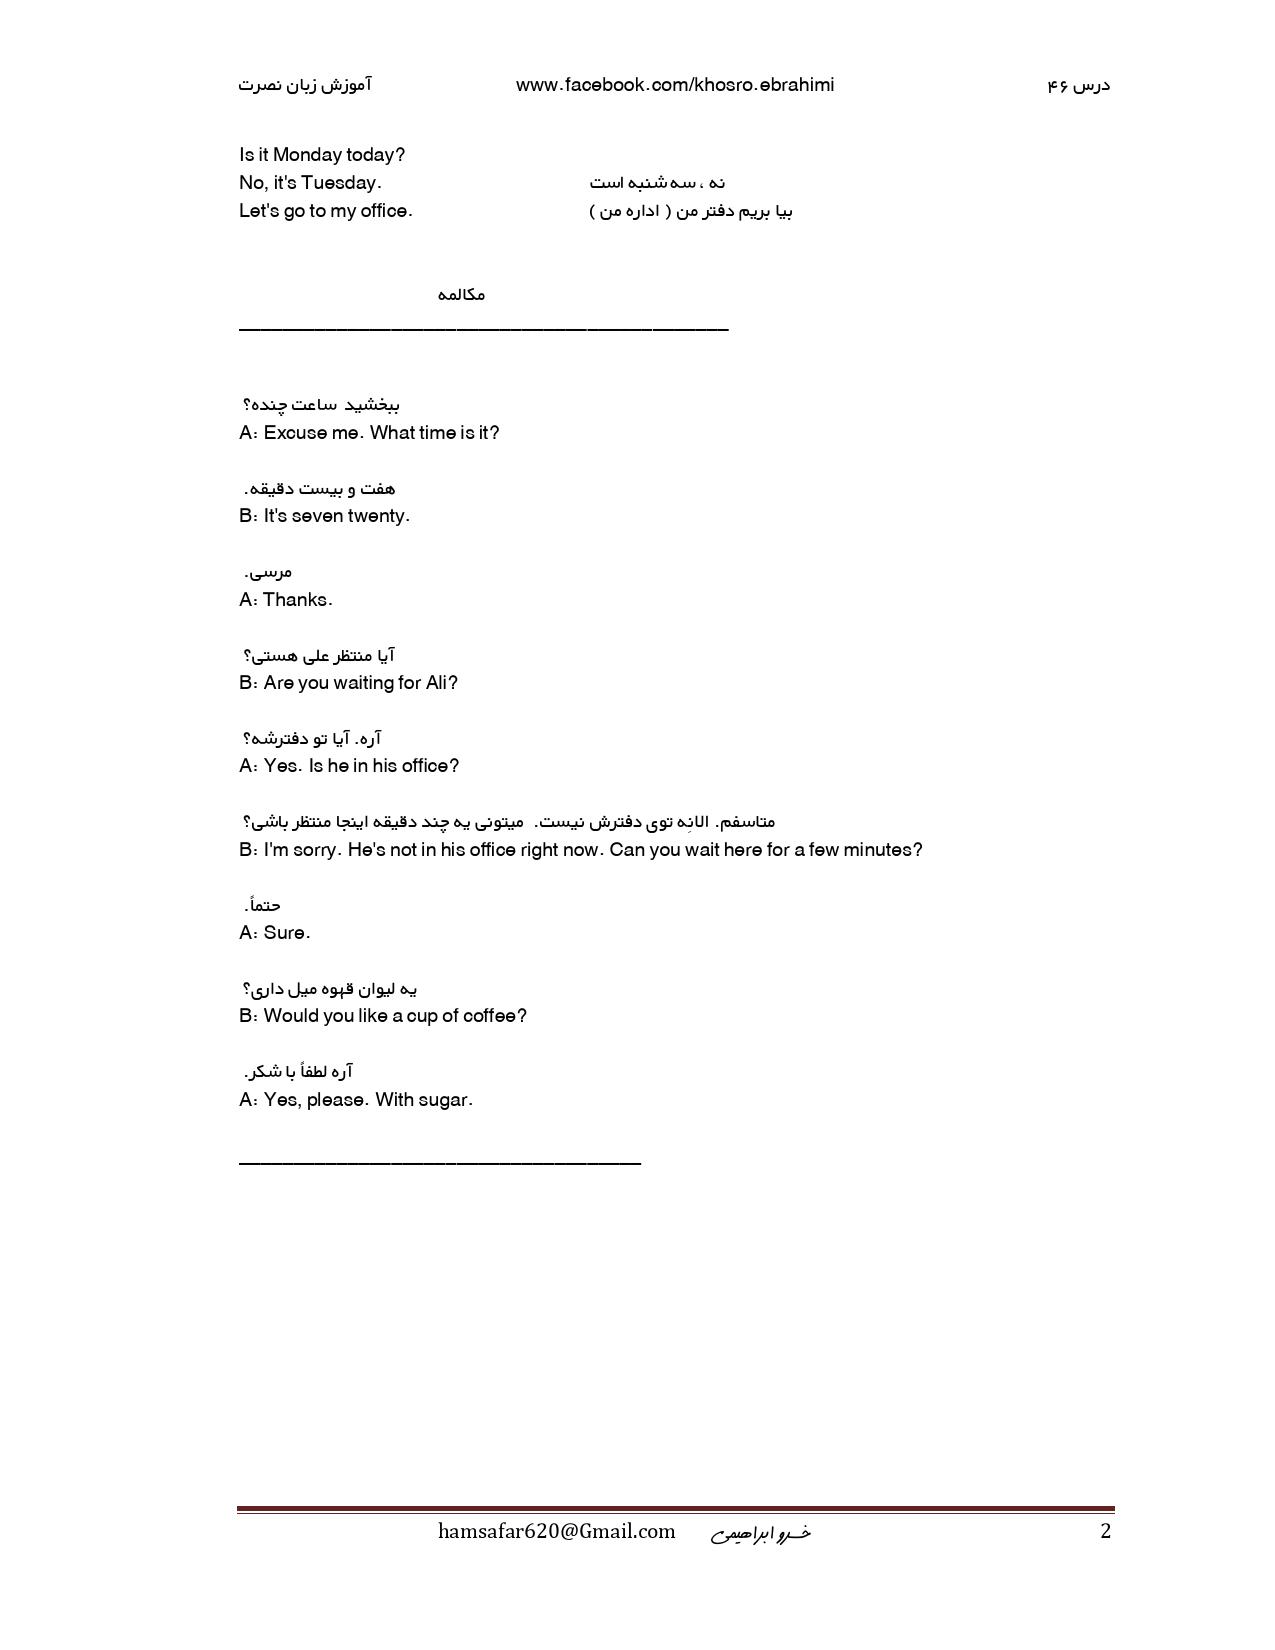 آموزش زبان نصرت www.facebook.com/khosro.ebrahimi درس ۴۶
Is it Monday today?
No, it's Tuesday. نه ، سه شنبه است
Let's go to my office. بیا بریم دفتر من ( اداره من )
مکالمه
ببخشید ساعت چنده؟
A: Excuse me. What time is it?
هفت و بیست دقیقه.
B: It's seven twenty.
مرسی.
A: Thanks.
آیا منتظر علی هستی؟
B: Are you waiting for Ali?
آره. آیا تو دفترشه؟
A: Yes. Is he in his office?
متاسفم. الانِه توی دفترش نیست. میتونی یه چند دقیقه اینجا منتظر باشی؟
B: I'm sorry. He's not in his office right now. Can you wait here for a few minutes?
حتماً.
A: Sure.
یه لیوان قهوه میل داری؟
B: Would you like a cup of coffee?
آره لطفاً با شکر.
A: Yes, please. With sugar.
hamsafar620@Gmail.com خسرو ابراهیمی 2